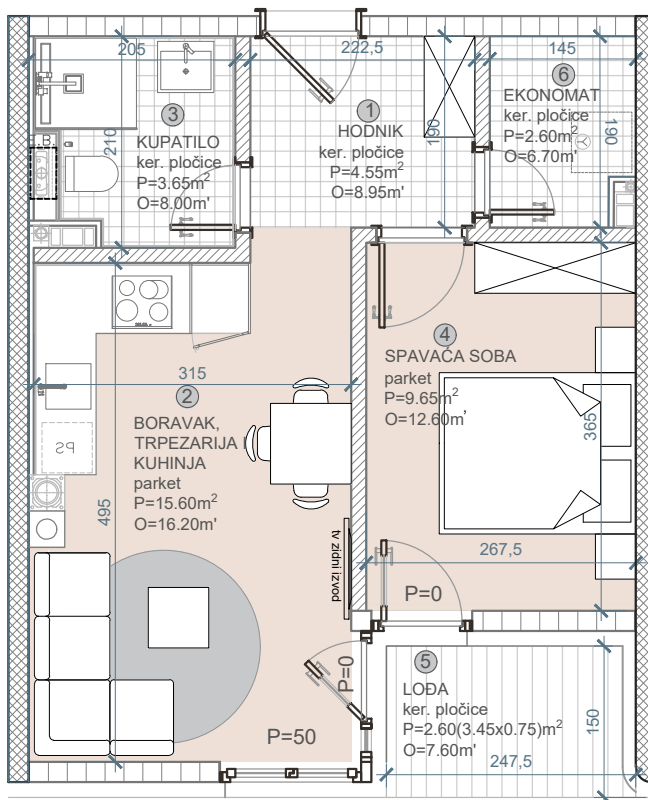 205
222,5
145
3
KUPATILO
ker. pločice
P=3.65m²
O=8.00m'
210
1
HODNIK
ker. pločice
P=4.55m²
O=8.95m'
190
6
EKONOMAT
ker. pločice
P=2.60m²
O=6.70m'
190
315
2
BORAVAK,
TRPEZARIJA I
KUHINJA
parket
P=15.60m²
O=16.20m'
495
PS
4
SPAVAĆA SOBA
parket
P=9.65m²
O=12.60m'
365
267,5
tv zidni izvod
P=0
P=0
P=50
5
LOĐA
ker. pločice
P=2.60(3.45x0.75)m²
O=7.60m'
150
247,5